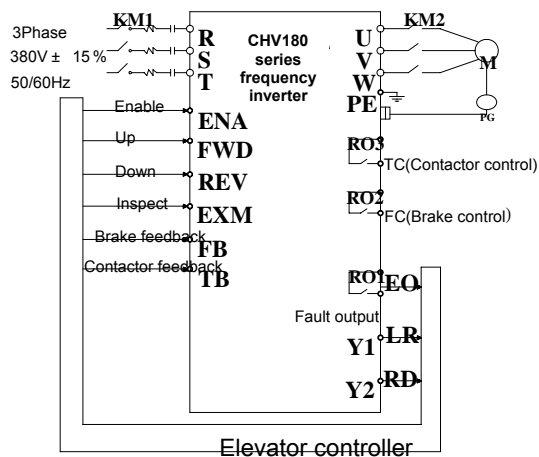 KM1
3Phase
380V ± 15 %
50/60Hz
R
S
T
CHV180
series
frequency
inverter
U
V
W
PE
KM2
M
PG
Enable
ENA
Up
FWD
Down
REV
Inspect
EXM
Brake feedback
FB
Contactor feedback
TB
RO3
TC(Contactor control)
RO2
FC(Brake control)
RO1
EO
Fault output
Y1
LR
Y2
RD
Elevator controller